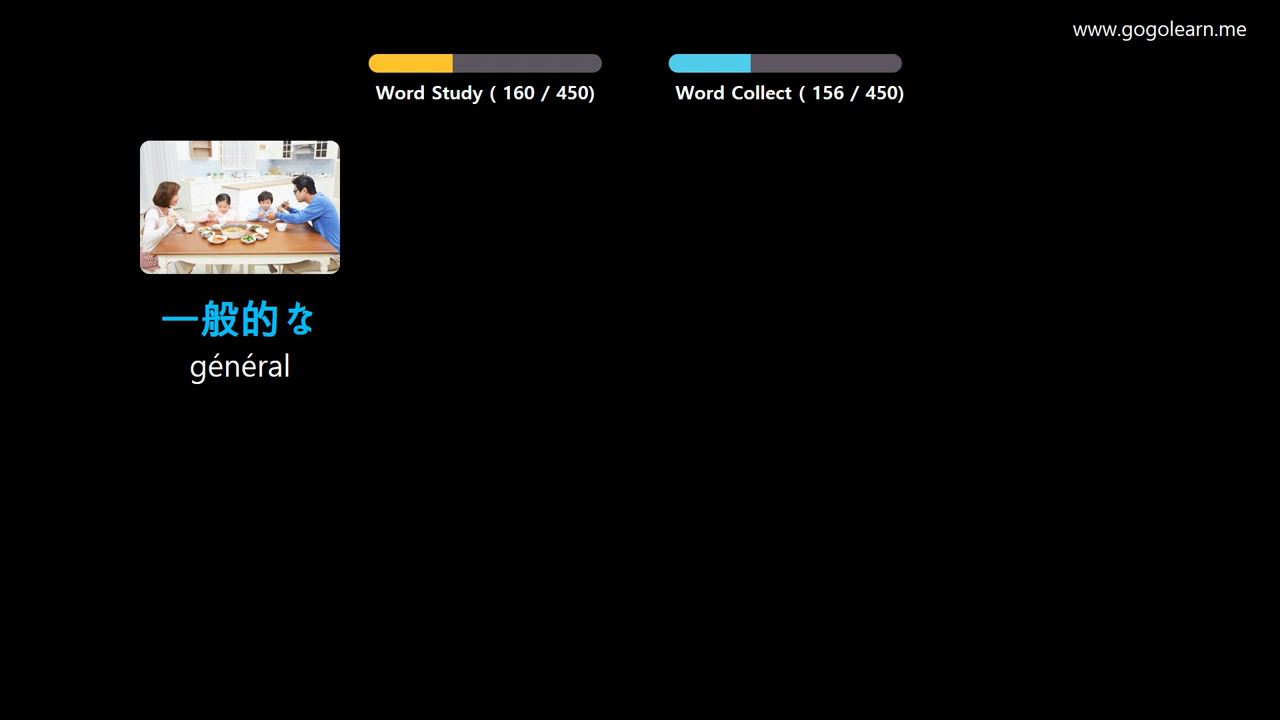 www.gogolearn.me
Word Study ( 160 / 450)
Word Collect ( 156 / 450)
一般的な
général